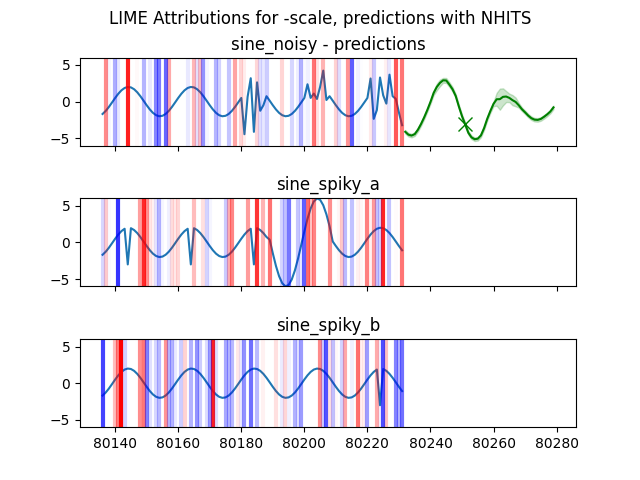 LIME Attributions for -scale, predictions with NHITS
sine_noisy - predictions
5
0
−5
sine_spiky_a
5
0
−5
sine_spiky_b
5
0
−5
80140 80160 80180 80200 80220 80240 80260 80280